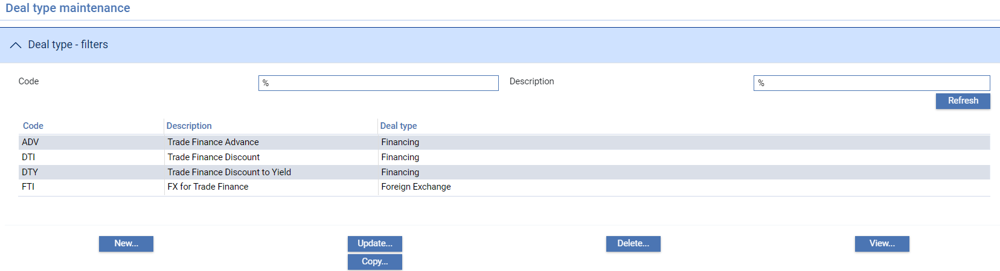 Deal type maintenance
Deal type - filters
Code % Description %
Refresh
Code Description Deal type
ADV Trade Finance Advance Financing
DTI Trade Finance Discount Financing
DTY Trade Finance Discount to Yield Financing
FTI FX for Trade Finance Foreign Exchange
New... Update... Delete... View...
Copy...